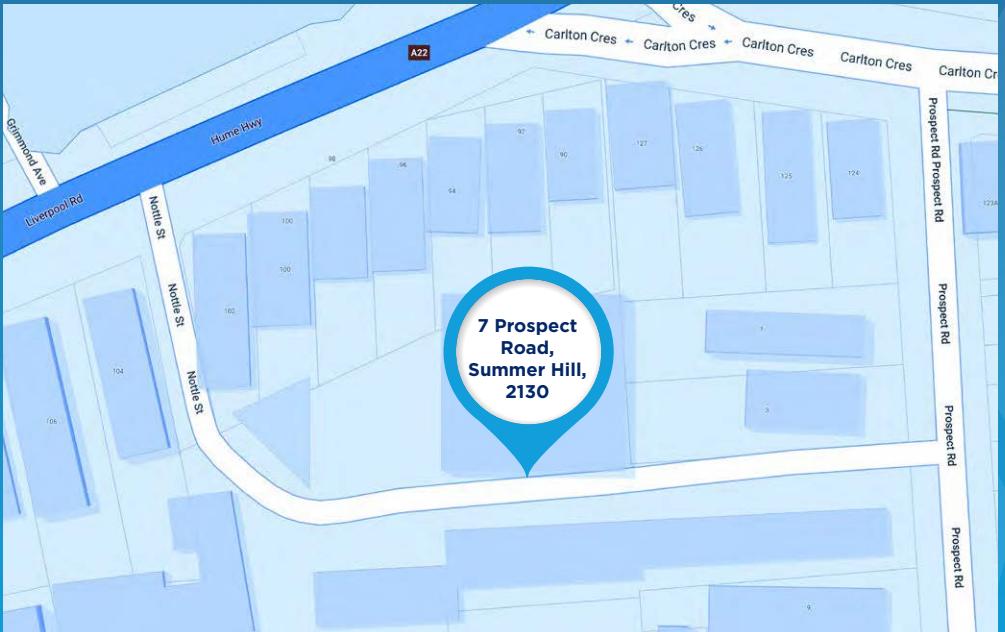 Cres
Carlton Cres
Carlton Cres
Carlton Cres
Carlton Cres
Carlton Cr
A22
Hume Hwy
Liverpool Rd
Grimmond Ave
Nottle St
Nottle St
Nottle St
Prospect Rd Prospect Rd
Prospect Rd
Prospect Rd
Prospect Rd
98
96
94
92
90
127
126
125
124
123A
100
100
102
104
106
7 Prospect
Road,
Summer Hill,
2130
1
3
9